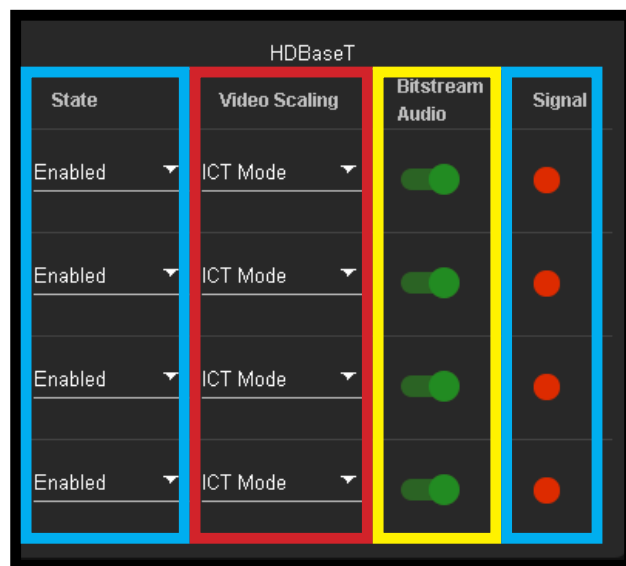 HDBaseT
State Video Scaling Bitstream Audio Signal
Enabled ICT Mode
Enabled ICT Mode
Enabled ICT Mode
Enabled ICT Mode